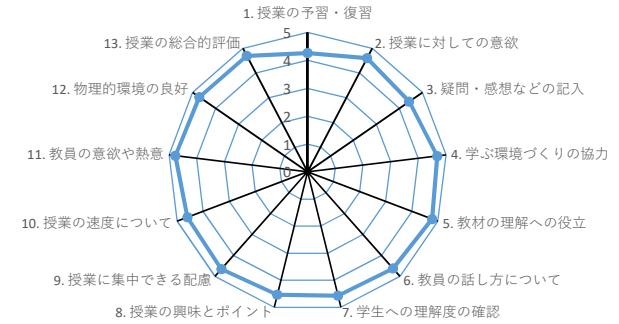 1. 授業の予習・復習
2. 授業に対しての意欲
3. 疑問・感想などの記入
4. 学ぶ環境づくりの協力
5. 教材の理解への役立
6. 教員の話し方について
7. 学生への理解度の確認
8. 授業の興味とポイント
9. 授業に集中できる配慮
10. 授業の速度について
11. 教員の意欲や熱意
12. 物理的環境の良好
13. 授業の総合的評価
5
4
3
2
1
0